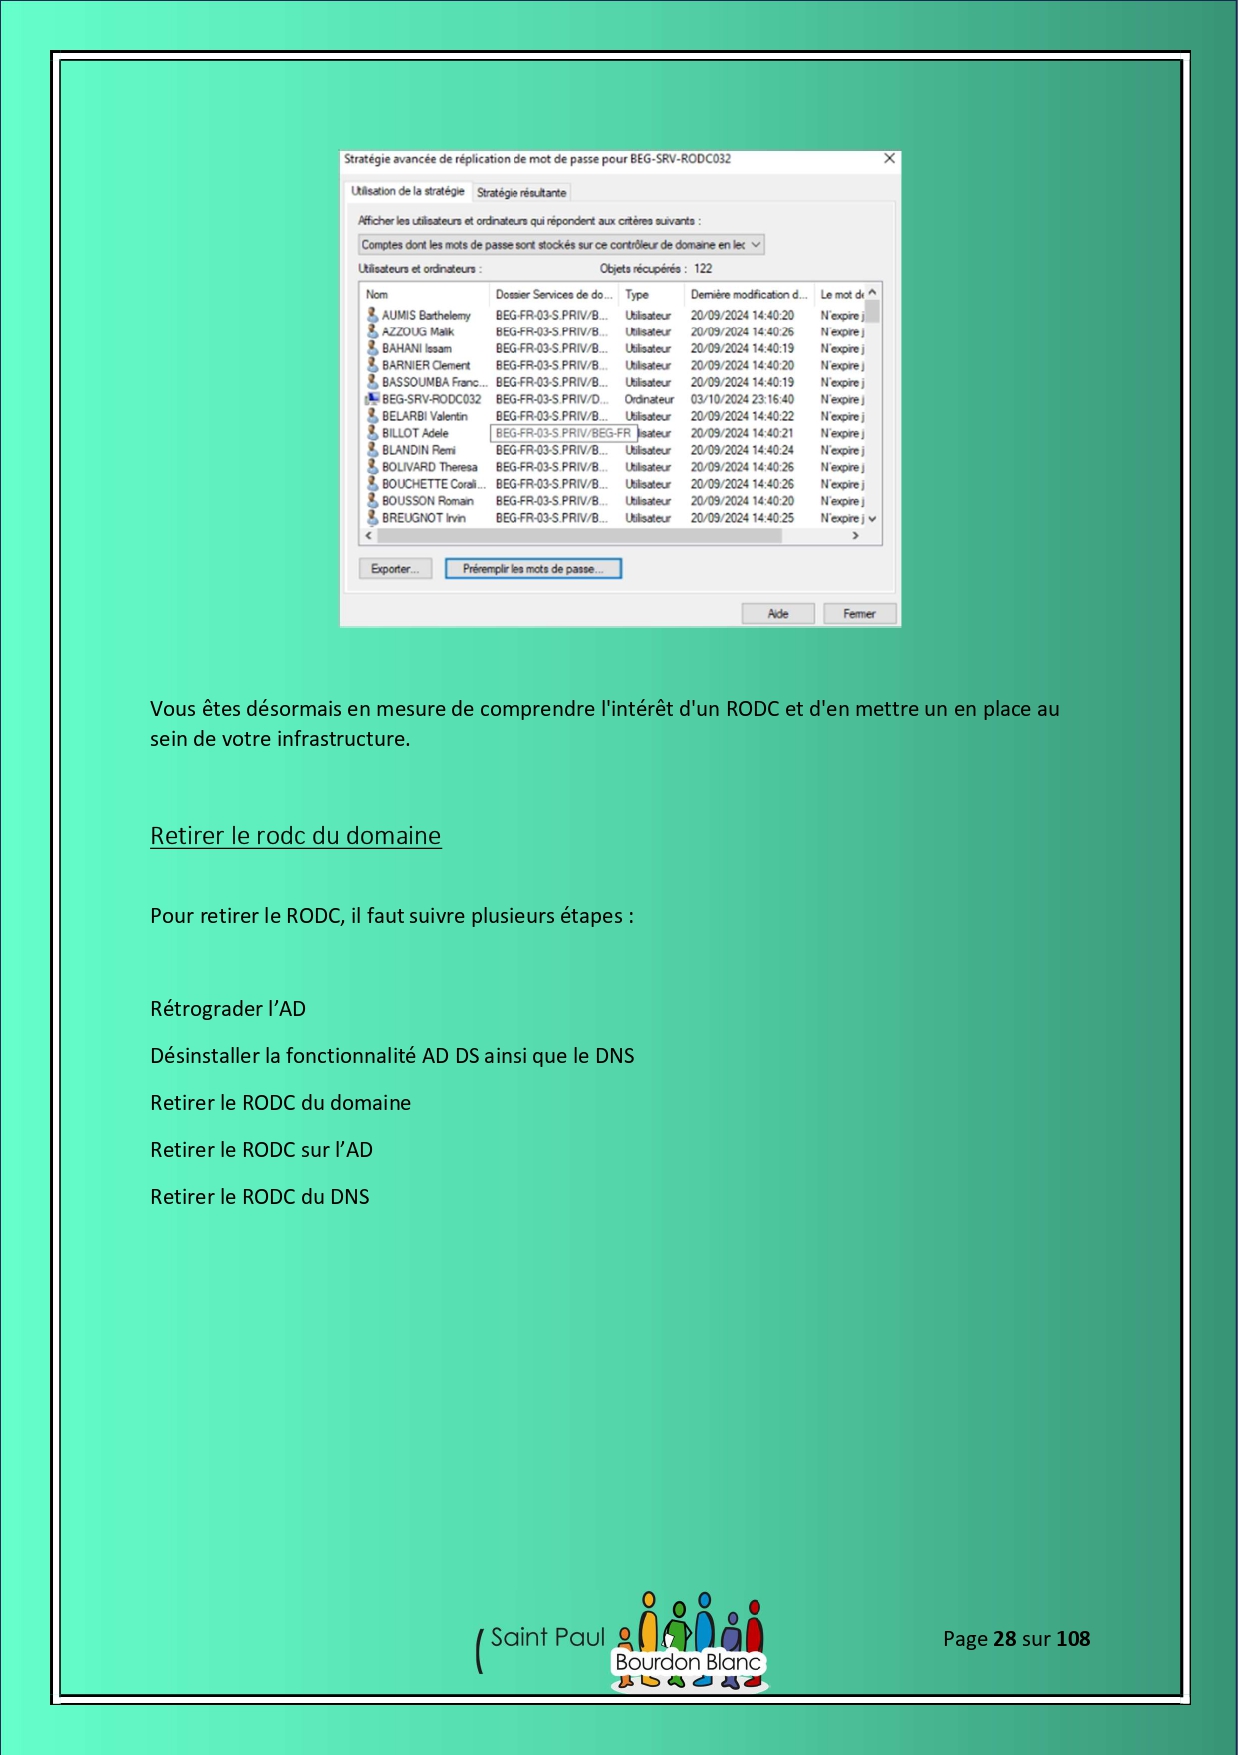 Stratégie avancée de réplication de mot de passe pour BEG-SRV-RODC032
Utilisation de la stratégie Stratégie résultante
Afficher les utilisateurs et ordinateurs qui répondent aux critères suivants :
Comptes dont les mots de passe sont stockés sur ce contrôleur de domaine en lec
Utilisateurs et ordinateurs : Objets récupérés : 122
Nom Dossier Services de do... Type Dernière modification d... Le mot de
AUMIS Barthelemy BEG-FR-03-S.PRIV/B... Utilisateur 20/09/2024 14:40:20 N'expire j
AZZOUG Malik BEG-FR-03-S.PRIV/B... Utilisateur 20/09/2024 14:40:26 N'expire j
BAHANI Issam BEG-FR-03-S.PRIV/B... Utilisateur 20/09/2024 14:40:19 N'expire j
BARNIER Clement BEG-FR-03-S.PRIV/B... Utilisateur 20/09/2024 14:40:20 N'expire j
BASSOUMBA Franc... BEG-FR-03-S.PRIV/B... Utilisateur 20/09/2024 14:40:19 N'expire j
BEG-SRV-RODC032 BEG-FR-03-S.PRIV/D... Ordinateur 03/10/2024 23:16:40 N'expire j
BELARBI Valentin BEG-FR-03-S.PRIV/B... Utilisateur 20/09/2024 14:40:22 N'expire j
BILLOT Adele BEG-FR-03-S.PRIV/BEG-FR lisateur 20/09/2024 14:40:21 N'expire j
BLANDIN Remi BEG-FR-03-S.PRIV/B... Utilisateur 20/09/2024 14:40:24 N'expire j
BOLIVARD Theresa BEG-FR-03-S.PRIV/B... Utilisateur 20/09/2024 14:40:26 N'expire j
BOUCHETTE Corali... BEG-FR-03-S.PRIV/B... Utilisateur 20/09/2024 14:40:26 N'expire j
BOUSSON Romain BEG-FR-03-S.PRIV/B... Utilisateur 20/09/2024 14:40:20 N'expire j
BREUGNOT Irvin BEG-FR-03-S.PRIV/B... Utilisateur 20/09/2024 14:40:25 N'expire j
Exporter... Préremplir les mots de passe...
Aide Fermer
Vous êtes désormais en mesure de comprendre l'intérêt d'un RODC et d'en mettre un en place au
sein de votre infrastructure.
Retirer le rodc du domaine
Pour retirer le RODC, il faut suivre plusieurs étapes :
Rétrograder l’AD
Désinstaller la fonctionnalité AD DS ainsi que le DNS
Retirer le RODC du domaine
Retirer le RODC sur l’AD
Retirer le RODC du DNS
Saint Paul
Bourdon Blanc
Page 28 sur 108